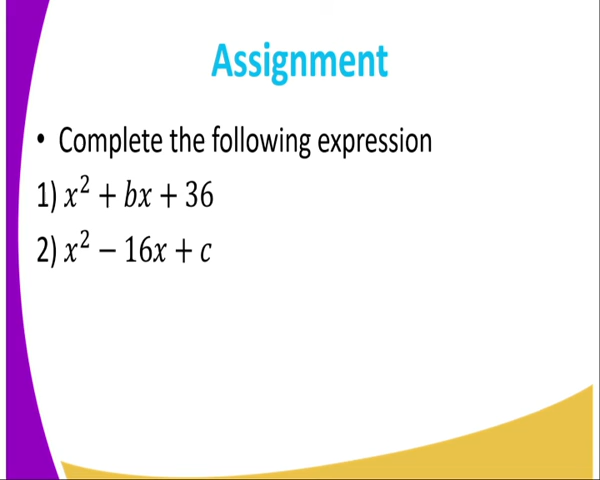 Assignment
• Complete the following expression
1) x² + bx + 36
2) x² − 16x + c